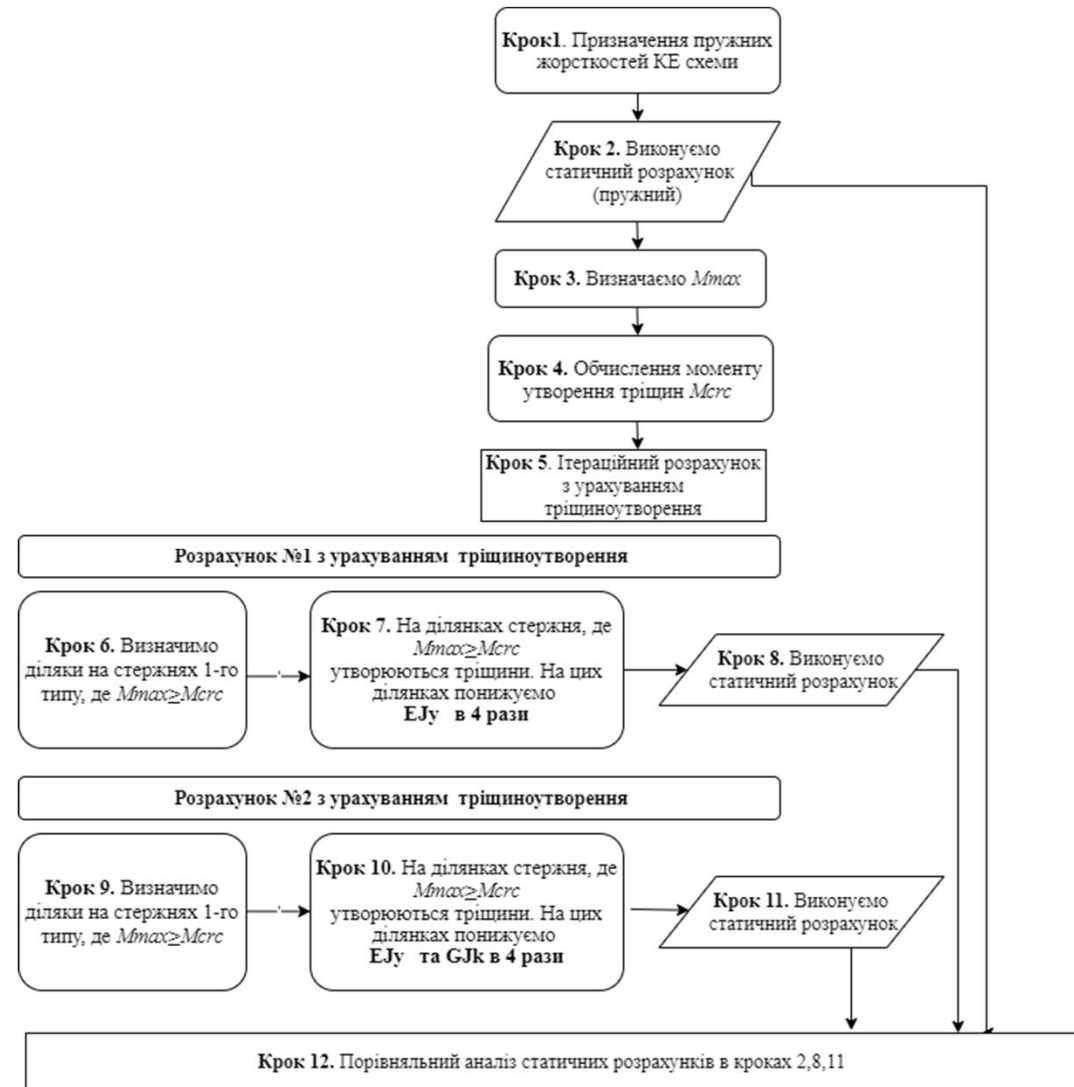 Крок1. Призначення пружних
жорсткостей КЕ схеми
Крок 2. Виконуємо
статичний розрахунок
(пружний)
Крок 3. Визначаємо Mmax
Крок 4. Обчислення моменту
утворення тріщин Mcrc
Крок 5. Ітераційний розрахунок
з урахуванням
тріщиноутворення
Розрахунок №1 з урахуванням тріщиноутворення
Крок 6. Визначимо
діляки на стержнях 1-го
типу, де Mmax≥Mcrc
Крок 7. На ділянках стержня, де
Mmax≥Mcrc
утворюються тріщини. На цих
ділянках понижуємо
EJy в 4 рази
Крок 8. Виконуємо
статичний розрахунок
Розрахунок №2 з урахуванням тріщиноутворення
Крок 9. Визначимо
діляки на стержнях 1-го
типу, де Mmax≥Mcrc
Крок 10. На ділянках стержня, де
Mmax≥Mcrc
утворюються тріщини. На цих
ділянках понижуємо
EJy та GJk в 4 рази
Крок 11. Виконуємо
статичний розрахунок
Крок 12. Порівняльний аналіз статичних розрахунків в кроках 2,8,11